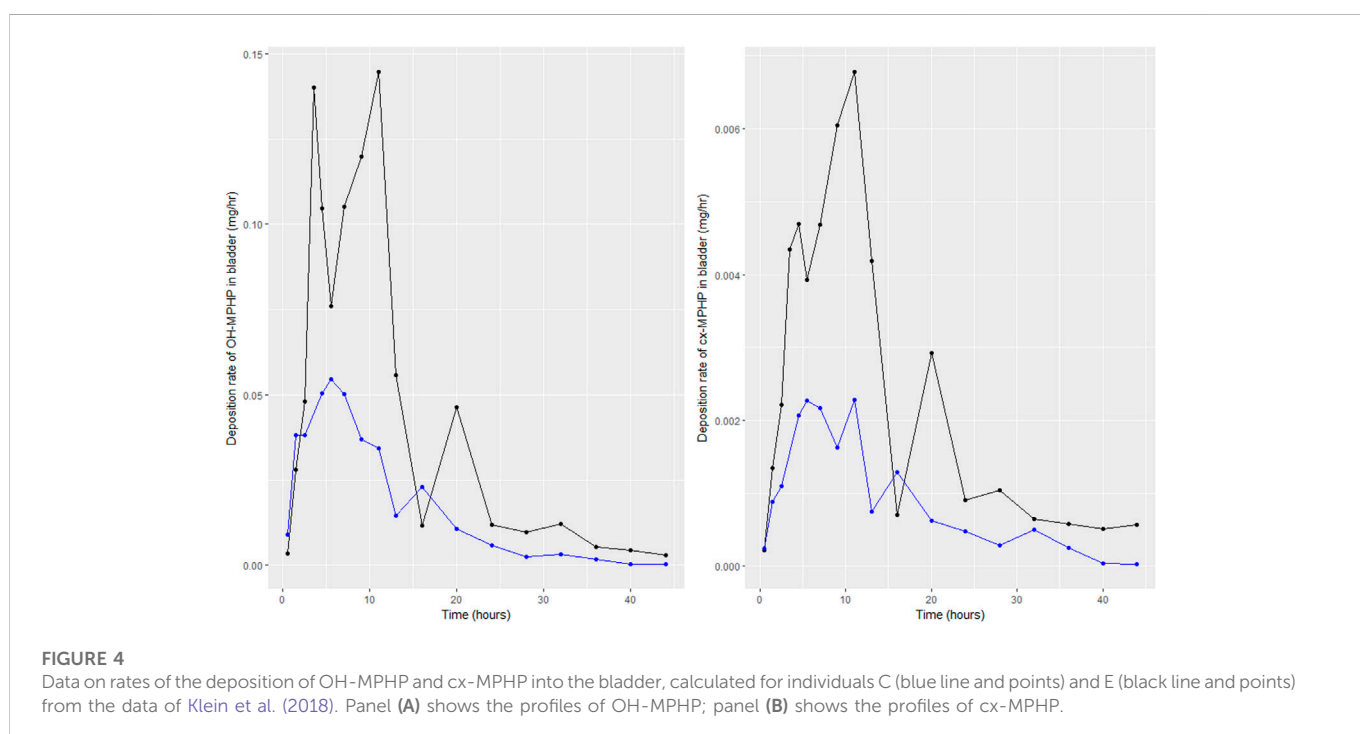 0.15
0.10
0.05
0.00
Deposition rate of OH-MPHP in bladder (mg/hr)
0 10 20 30 40
Time (hours)
0.006
0.004
0.002
0.000
Deposition rate of cx-MPHP in bladder (mg/hr)
0 10 20 30 40
Time (hours)
FIGURE 4
Data on rates of the deposition of OH-MPHP and cx-MPHP into the bladder, calculated for individuals C (blue line and points) and E (black line and points)
from the data of Klein et al. (2018). Panel (A) shows the profiles of OH-MPHP; panel (B) shows the profiles of cx-MPHP.